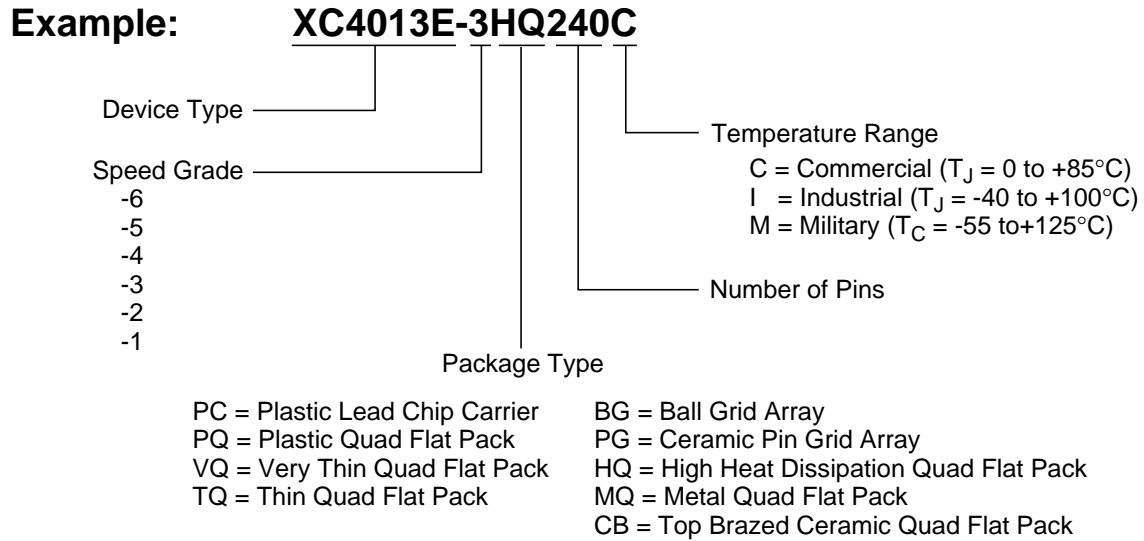 Example: XC4013E-3HQ240C
Device Type
Temperature Range
C = Commercial (TJ = 0 to +85°C)
I = Industrial (TJ = -40 to +100°C)
M = Military (TC = -55 to+125°C)
Speed Grade
-6
-5
-4
-3
-2
-1
Number of Pins
Package Type
PC = Plastic Lead Chip Carrier
PQ = Plastic Quad Flat Pack
VQ = Very Thin Quad Flat Pack
TQ = Thin Quad Flat Pack
BG = Ball Grid Array
PG = Ceramic Pin Grid Array
HQ = High Heat Dissipation Quad Flat Pack
MQ = Metal Quad Flat Pack
CB = Top Brazed Ceramic Quad Flat Pack